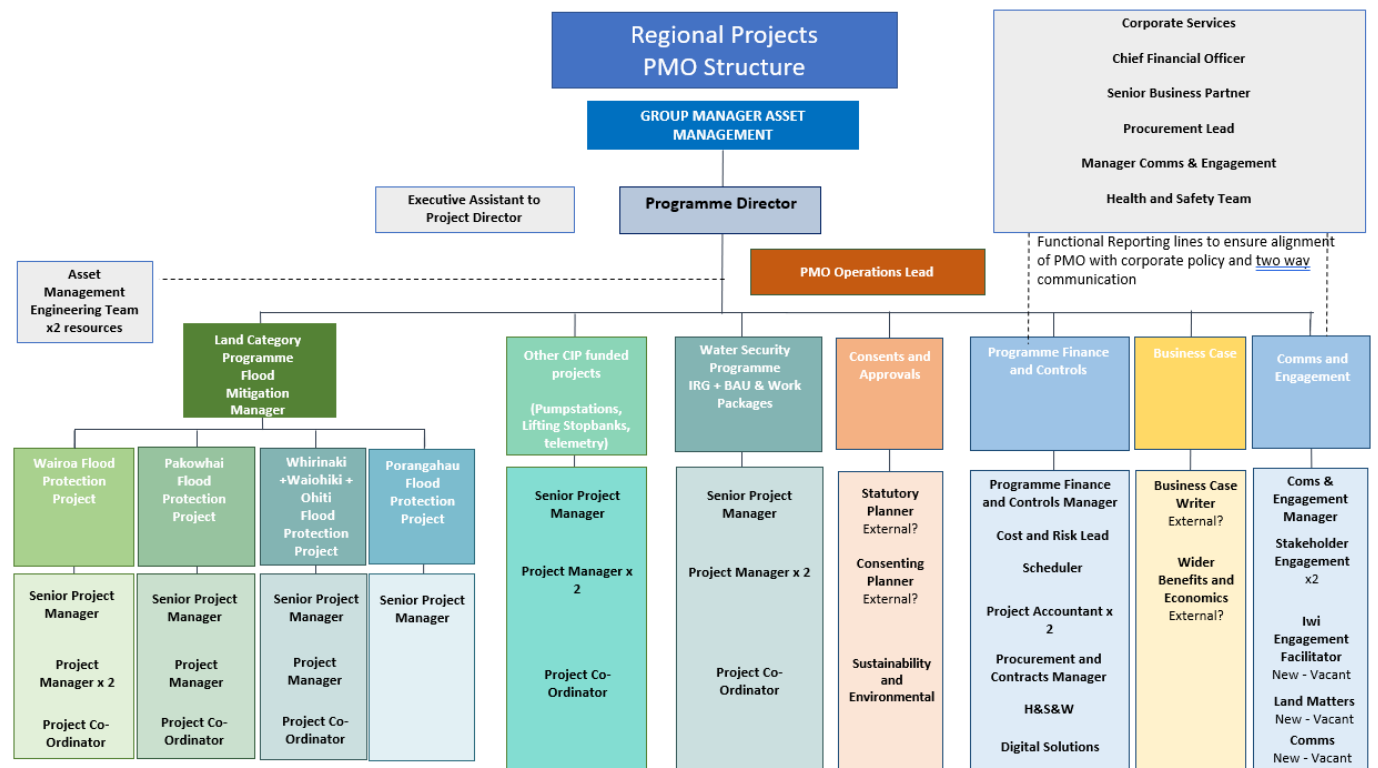 Regional Projects
PMO Structure
GROUP MANAGER ASSET
MANAGEMENT
Executive Assistant to
Project Director
Programme Director
Corporate Services
Chief Financial Officer
Senior Business Partner
Procurement Lead
Manager Comms & Engagement
Health and Safety Team
Functional Reporting lines to ensure alignment
of PMO with corporate policy and two way
communication
Asset
Management
Engineering Team
x2 resources
PMO Operations Lead
Land Category
Programme
Flood
Mitigation
Manager
Wairoa Flood
Protection
Project
Senior Project
Manager
Project
Manager x 2
Project Co-
Ordinator
Pakowhai
Flood
Protection
Project
Senior Project
Manager
Project
Manager
Project Co-
Ordinator
Whirinaki
+Waiohiki +
Ohiti
Flood
Protection
Project
Senior Project
Manager
Project
Manager
Project Co-
Ordinator
Porangahau
Flood
Protection
Project
Senior Project
Manager
Other CIP funded
projects
(Pumpstations,
Lifting Stopbanks,
telemetry)
Senior Project
Manager
Project Manager x
2
Project Co-
Ordinator
Water Security
Programme
IRG + BAU & Work
Packages
Senior Project
Manager
Project Manager x 2
Project Co-
Ordinator
Consents and
Approvals
Statutory
Planner
External?
Consenting
Planner
External?
Sustainability
and
Environmental
Programme Finance
and Controls
Programme Finance
and Controls Manager
Cost and Risk Lead
Scheduler
Project Accountant x
2
Procurement and
Contracts Manager
H&S&W
Digital Solutions
Business Case
Business Case
Writer
External?
Wider
Benefits and
Economics
External?
Comms and
Engagement
Coms &
Engagement
Manager
Stakeholder
Engagement
x2
Iwi
Engagement
Facilitator
New - Vacant
Land Matters
New - Vacant
Comms
New - Vacant